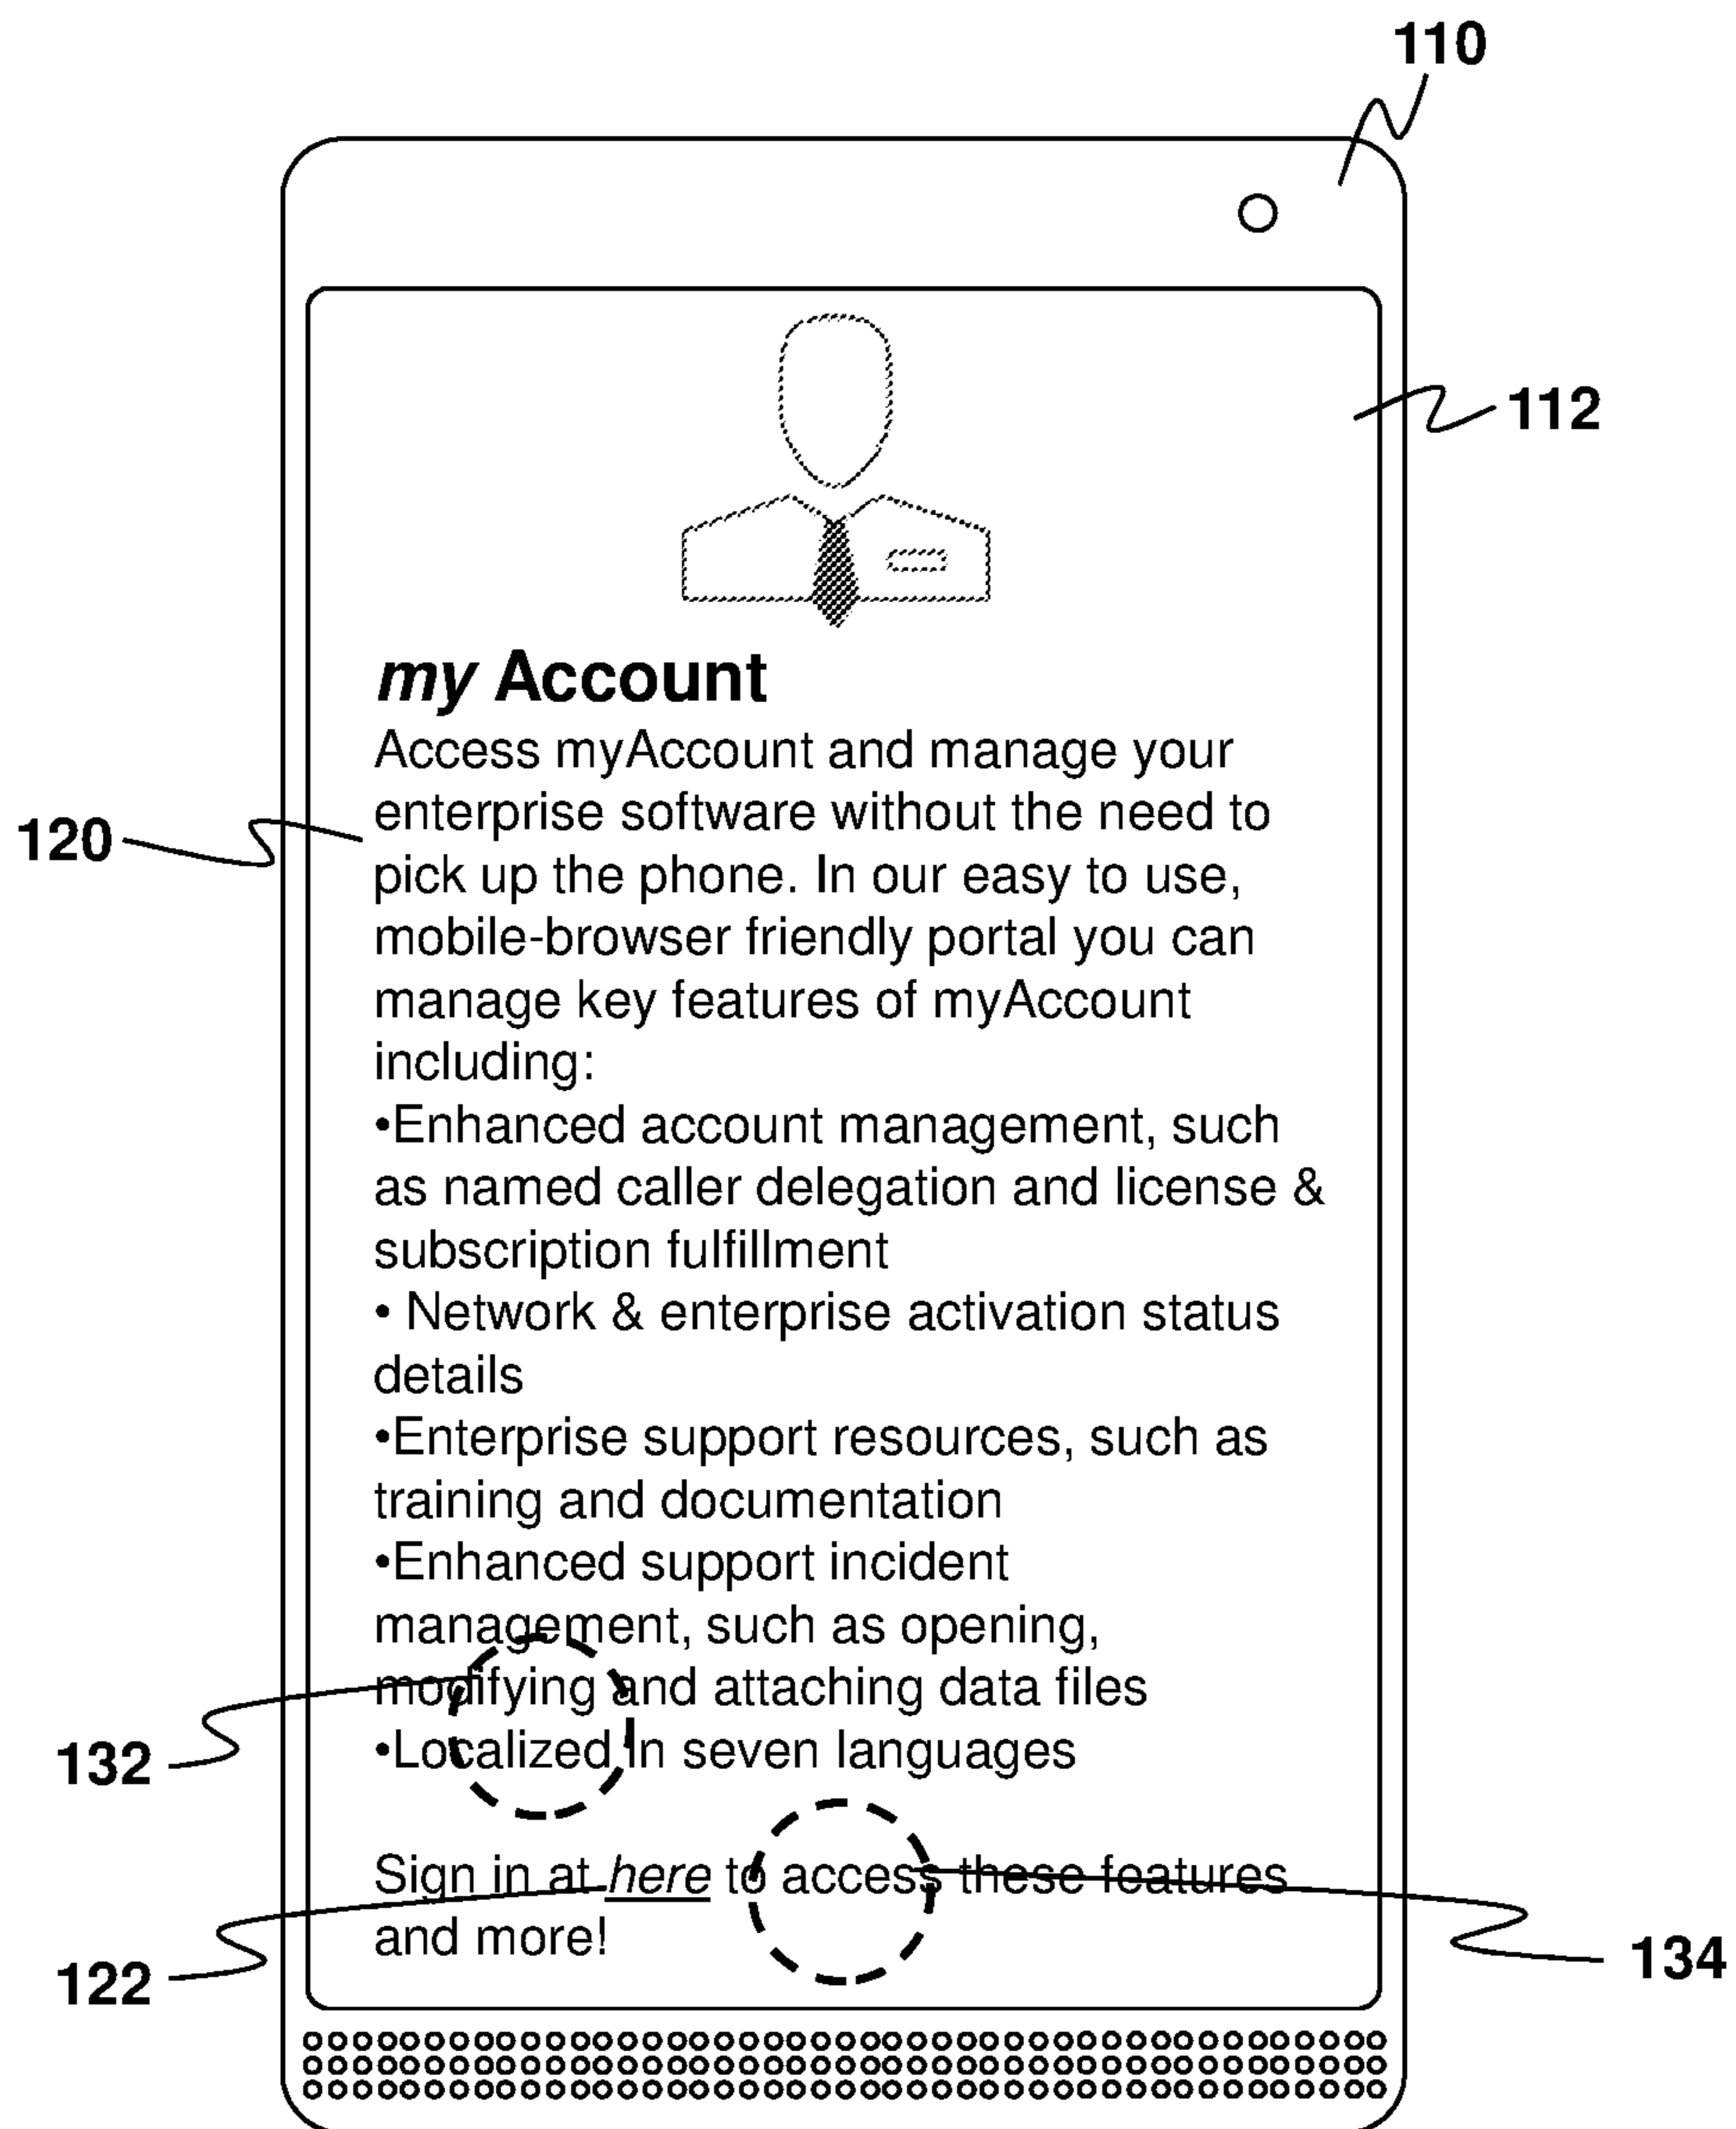 110
112
my Account
Access myAccount and manage your
enterprise software without the need to
120
pick up the phone. In our easy to use,
mobile-browser friendly portal you can
manage key features of myAccount
including:
•Enhanced account management, such
as named caller delegation and license &
subscription fulfillment
• Network & enterprise activation status
details
•Enterprise support resources, such as
training and documentation
•Enhanced support incident
management, such as opening,
modifying and attaching data files
132
•Localized in seven languages
Sign in at here to access these features
and more!
122
134